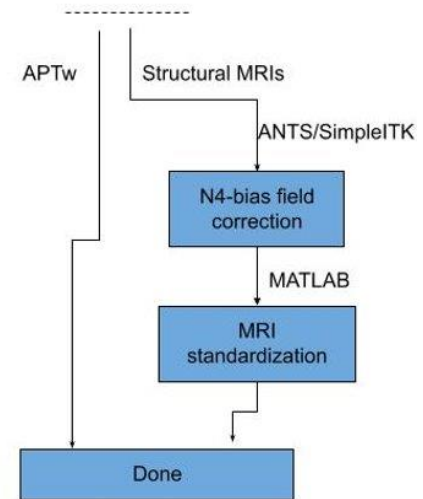 APTw
Structural MRIs
ANTS/SimpleITK
N4-bias field
correction
MATLAB
MRI
standardization
Done